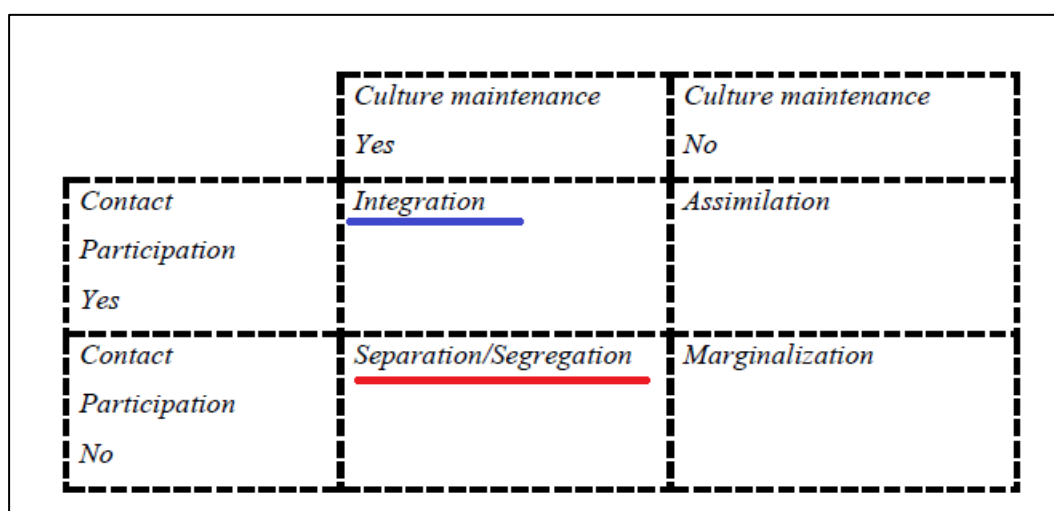 Culture maintenance
Yes
Culture maintenance
No
Contact
Participation
Yes
Integration
Assimilation
Contact
Participation
No
Separation/Segregation
Marginalization